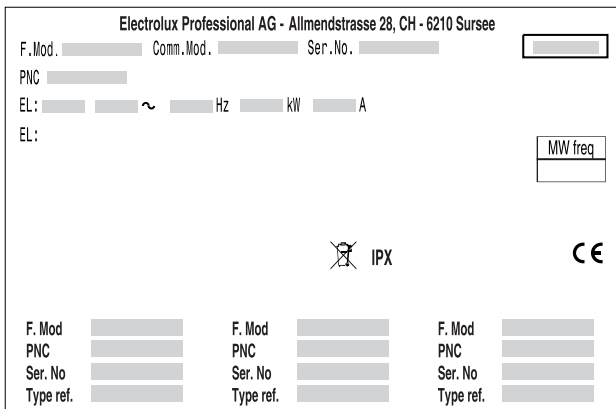 Electrolux Professional AG - Allmendstrasse 28, CH - 6210 Sursee
F.Mod. Comm.Mod. Ser.No.
PNC
EL: ~ Hz kW A
EL:
MW freq
IPX CE
F. Mod F. Mod F. Mod
PNC PNC PNC
Ser. No Ser. No Ser. No
Type ref. Type ref. Type ref.